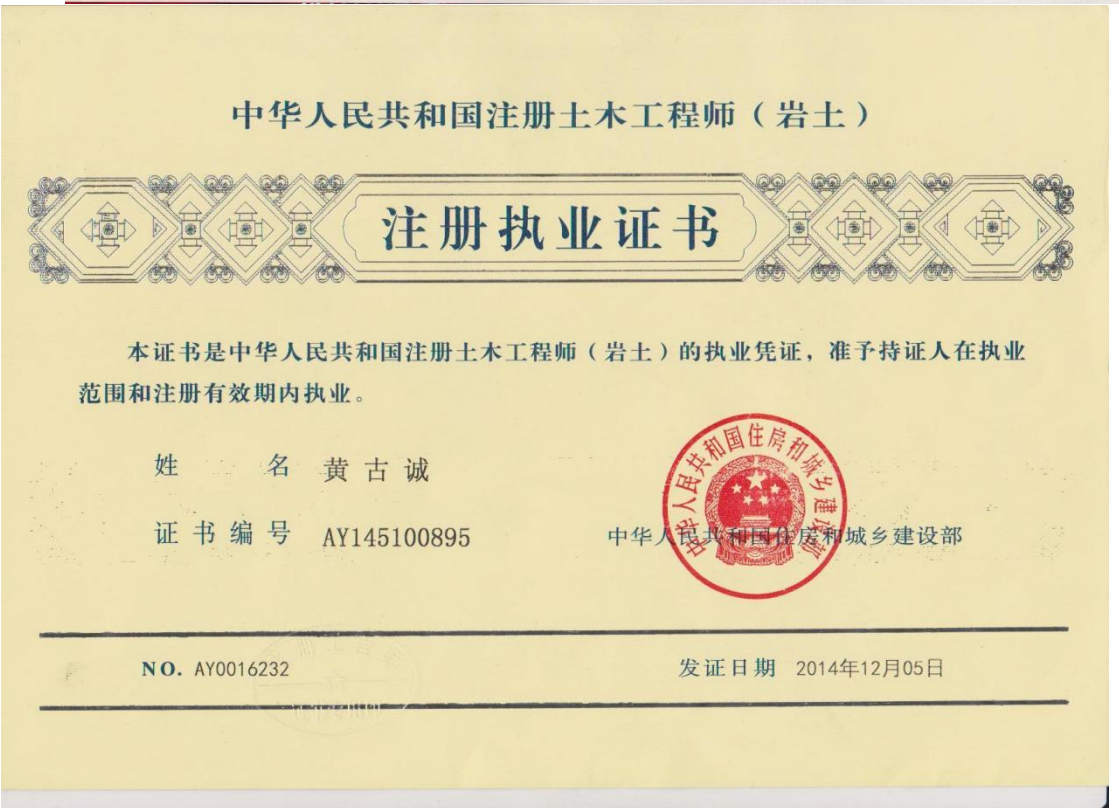 中华人民共和国注册土木工程师（岩土）
注册执业证书
本证书是中华人民共和国注册土木工程师（岩土）的执业凭证，准予持证人在执业
范围和注册有效期内执业。
姓 名 黄古诚
证书编号 AY145100895
中华人民共和国住房和城乡建设部
中华人民共和国住房和城乡建设部
NO. AY0016232
发证日期 2014年12月05日